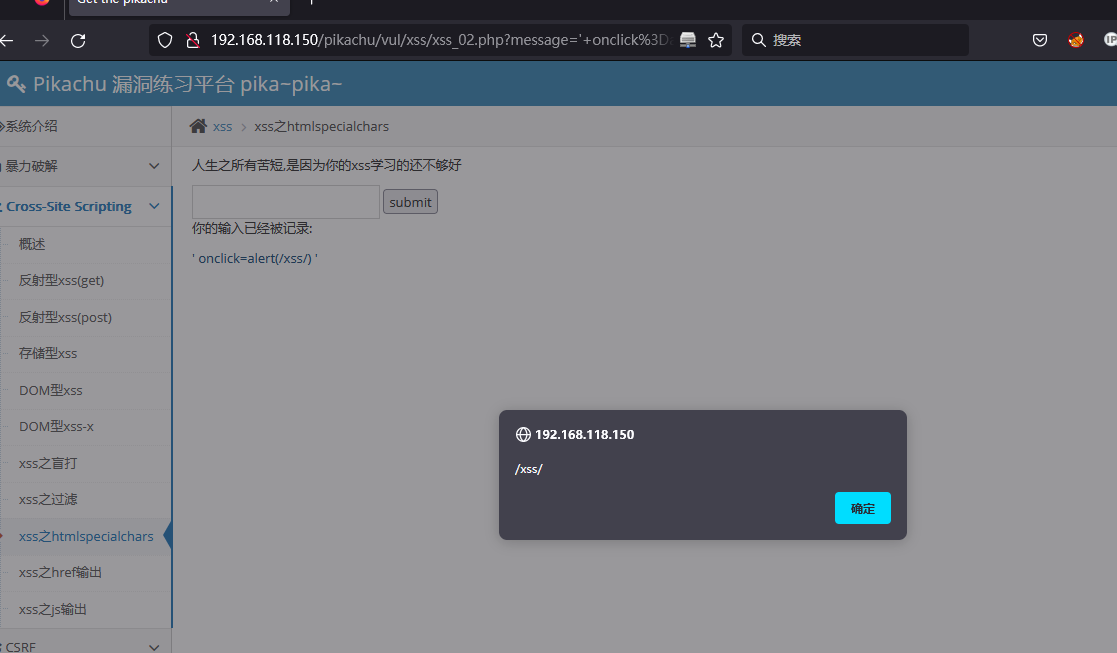 Get the pikachu
192.168.118.150/pikachu/vul/xss/xss_02.php?message='+onclick%3D
搜索
IP
Pikachu 漏洞练习平台 pika~pika~
系统介绍
xss › xss之htmlspecialchars
暴力破解
人生之所有苦短,是因为你的xss学习的还不够好
submit
Cross-Site Scripting
你的输入已经被记录:
概述
' onclick=alert(/xss/) '
反射型xss(get)
反射型xss(post)
存储型xss
DOM型xss
DOM型xss-x
192.168.118.150
xss之盲打
/xss/
xss之过滤
确定
xss之htmlspecialchars
xss之href输出
xss之js输出
CSRF